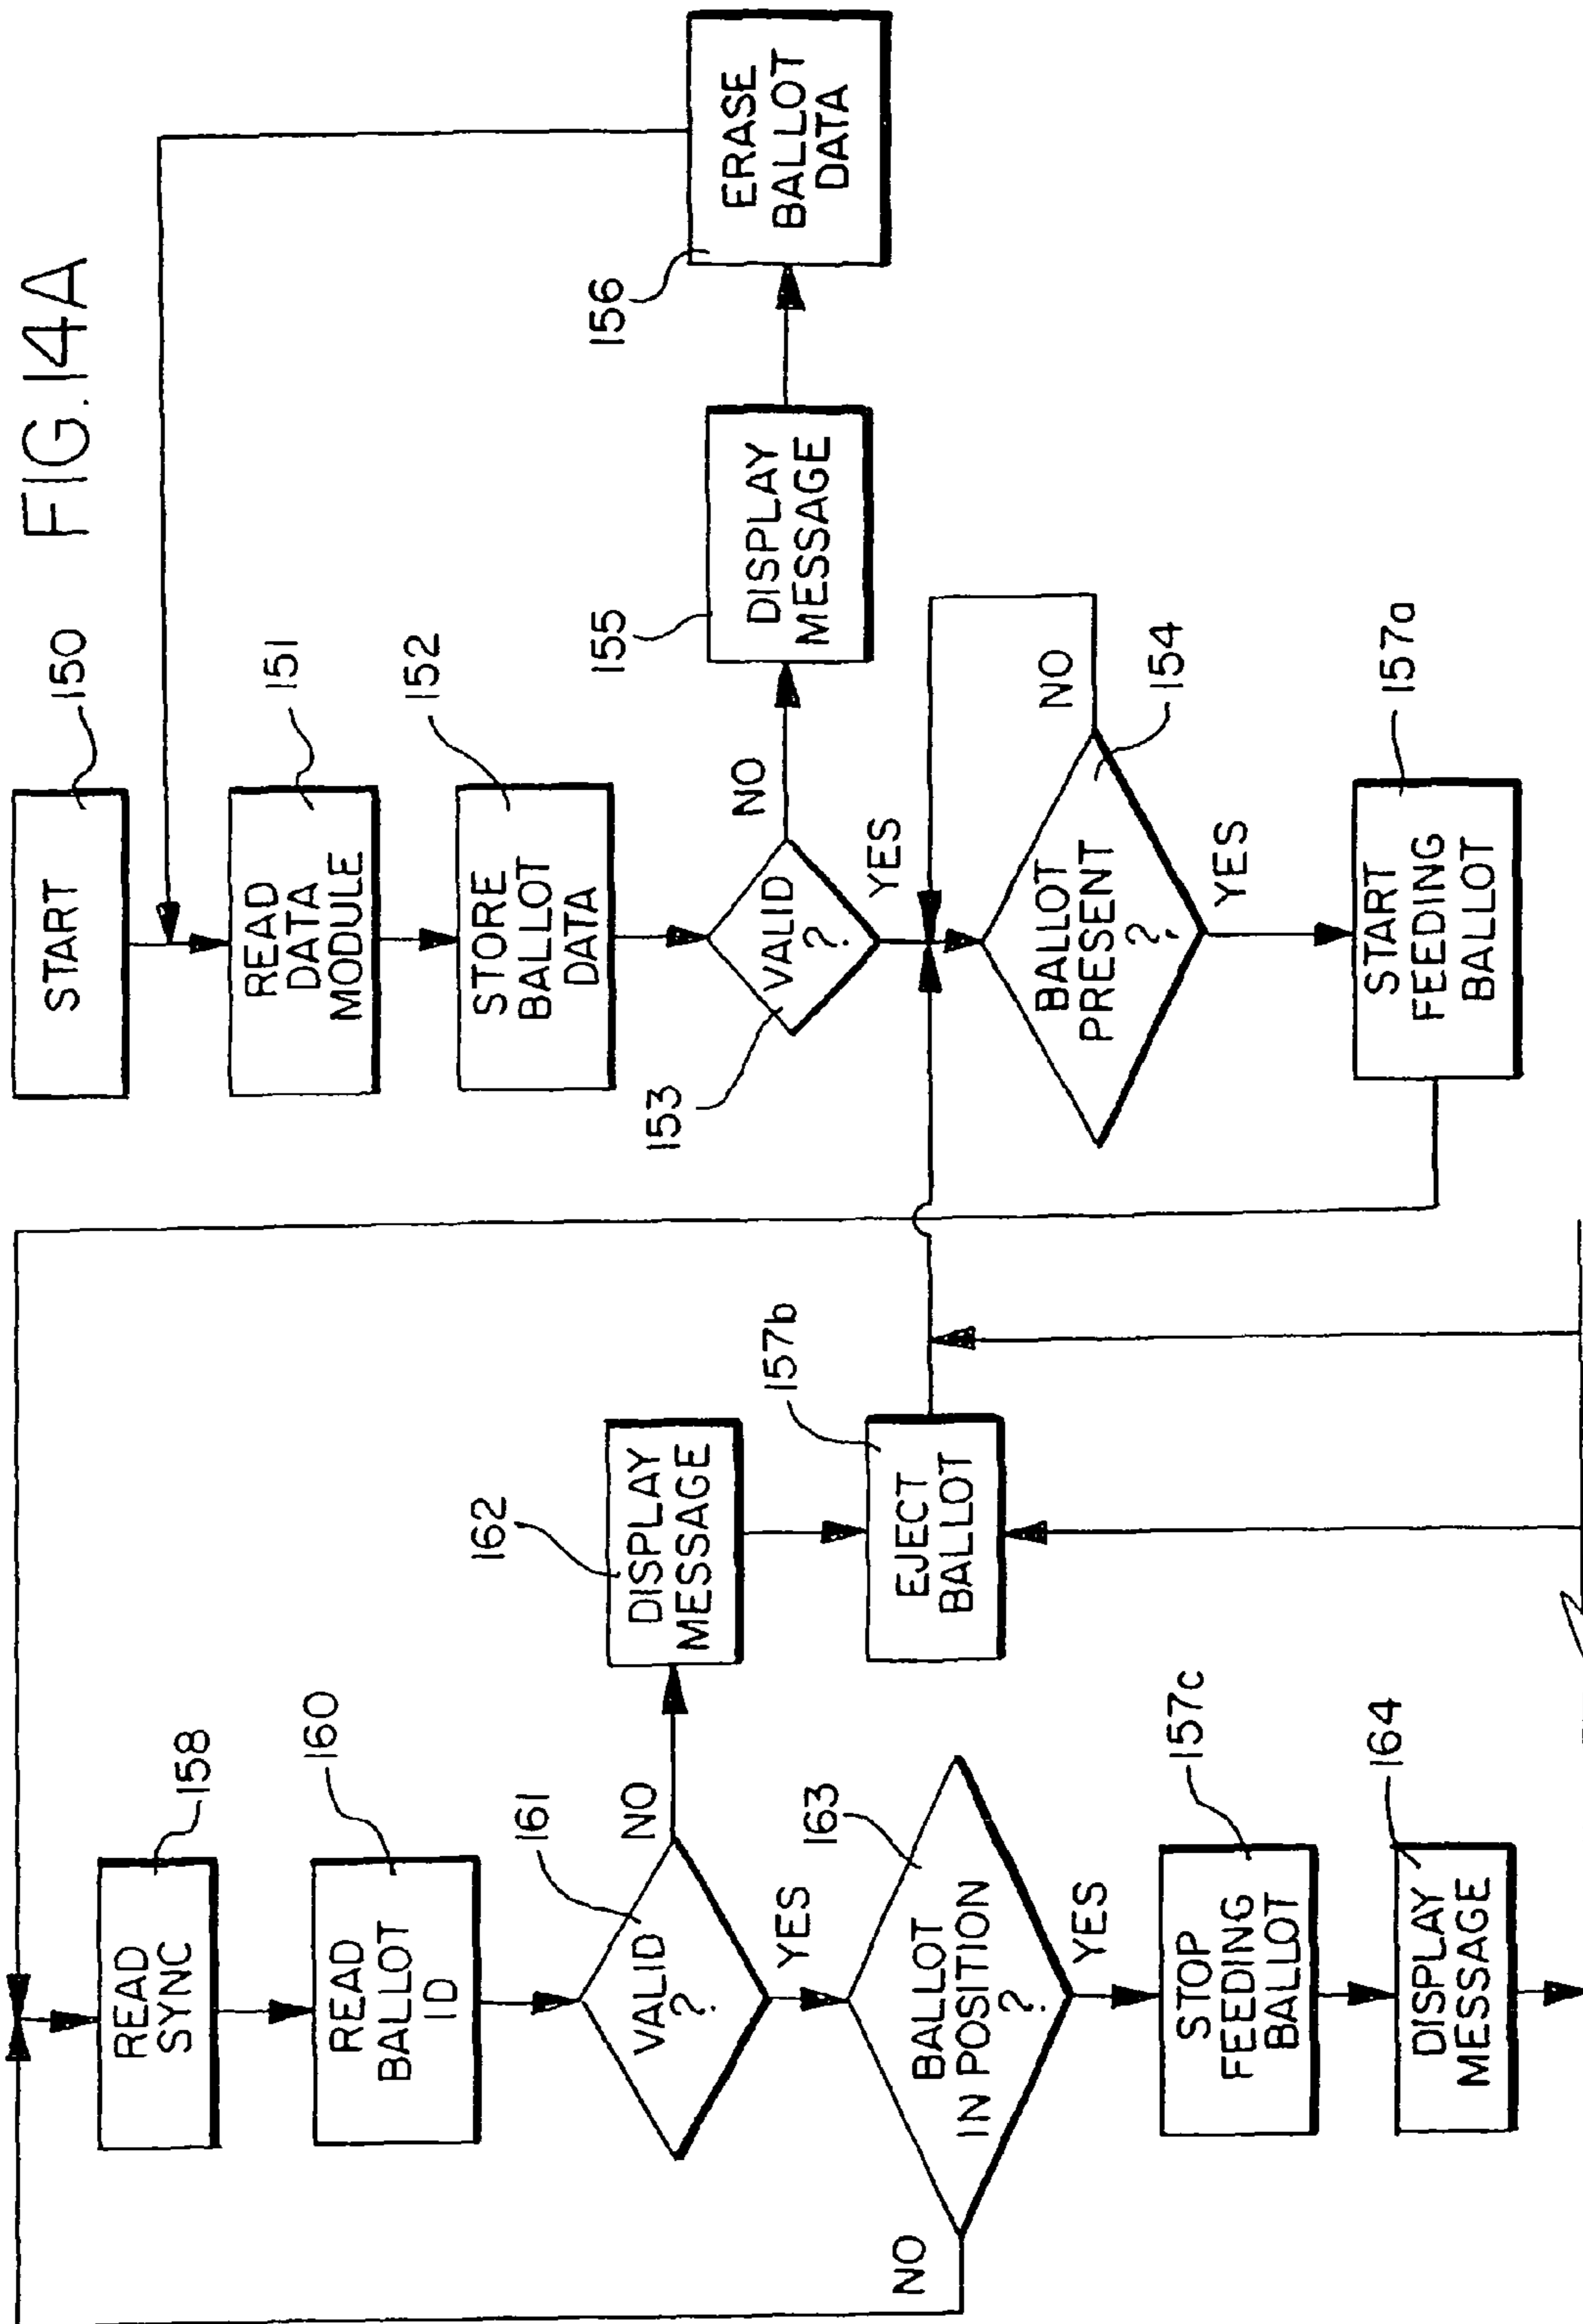 FIG. 14A
START
150
READ
DATA
MODULE
151
STORE
BALLOT
DATA
152
VALID
?
153
NO
YES
DISPLAY
MESSAGE
155
ERASE
BALLOT
DATA
156
BALLOT
PRESENT
?
154
NO
YES
START
FEEDING
BALLOT
157a
READ
SYNC
158
READ
BALLOT
ID
160
VALID
?
161
NO
YES
DISPLAY
MESSAGE
162
EJECT
BALLOT
157b
BALLOT
IN POSITION
?
163
NO
YES
STOP
FEEDING
BALLOT
157c
DISPLAY
MESSAGE
164